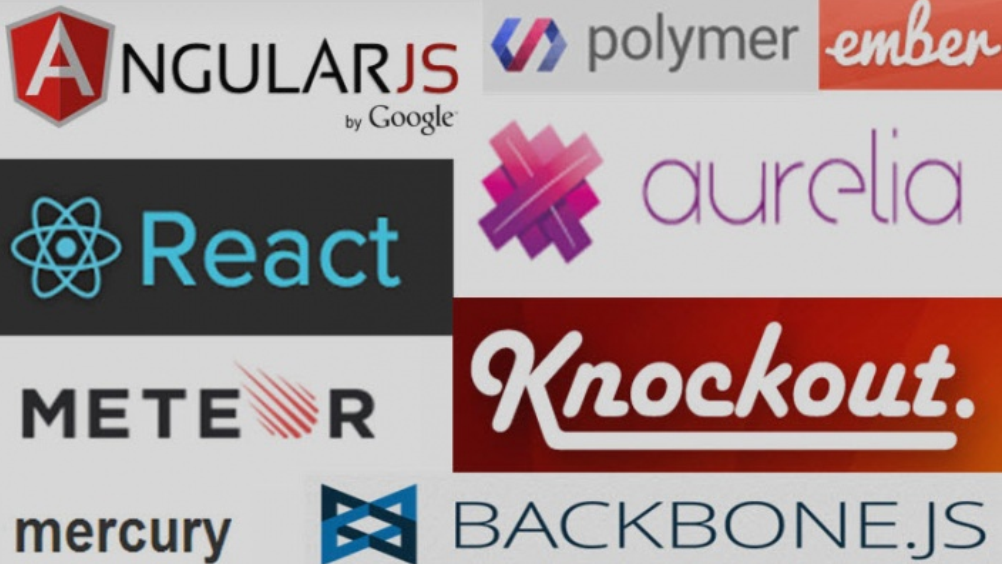 ANGULARJS
by Google
polymer
ember
aurelia
React
Knockout.
METEOR
mercury
BACKBONE.JS